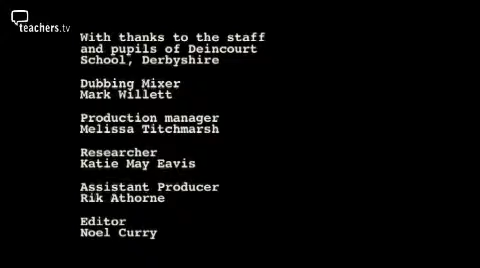 teachers.tv
With thanks to the staff
and pupils of Deincourt
School, Derbyshire
Dubbing Mixer
Mark Willett
Production manager
Melissa Titchmarsh
Researcher
Katie May Eavis
Assistant Producer
Rik Athorne
Editor
Noel Curry